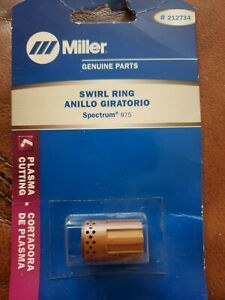 # 212734
Miller
GENUINE PARTS
SWIRL RING
ANILLO GIRATORIO
Spectrum® 875
PLASMA CUTTING • CORTADORA DE PLASMA